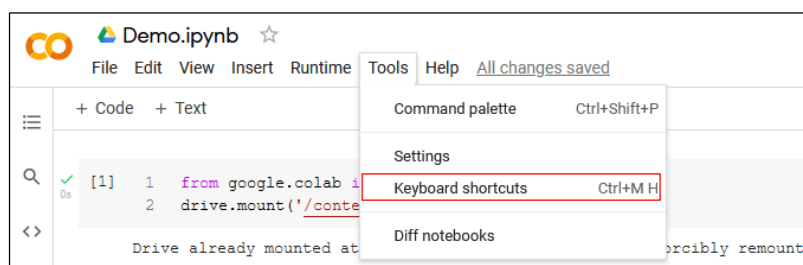 Demo.ipynb
File Edit View Insert Runtime Tools Help All changes saved
+ Code + Text
Command palette Ctrl+Shift+P
Settings
Keyboard shortcuts Ctrl+M H
Diff notebooks
[1] 1 from google.colab i
0s 2 drive.mount('/conte
Drive already mounted at orcibly remount